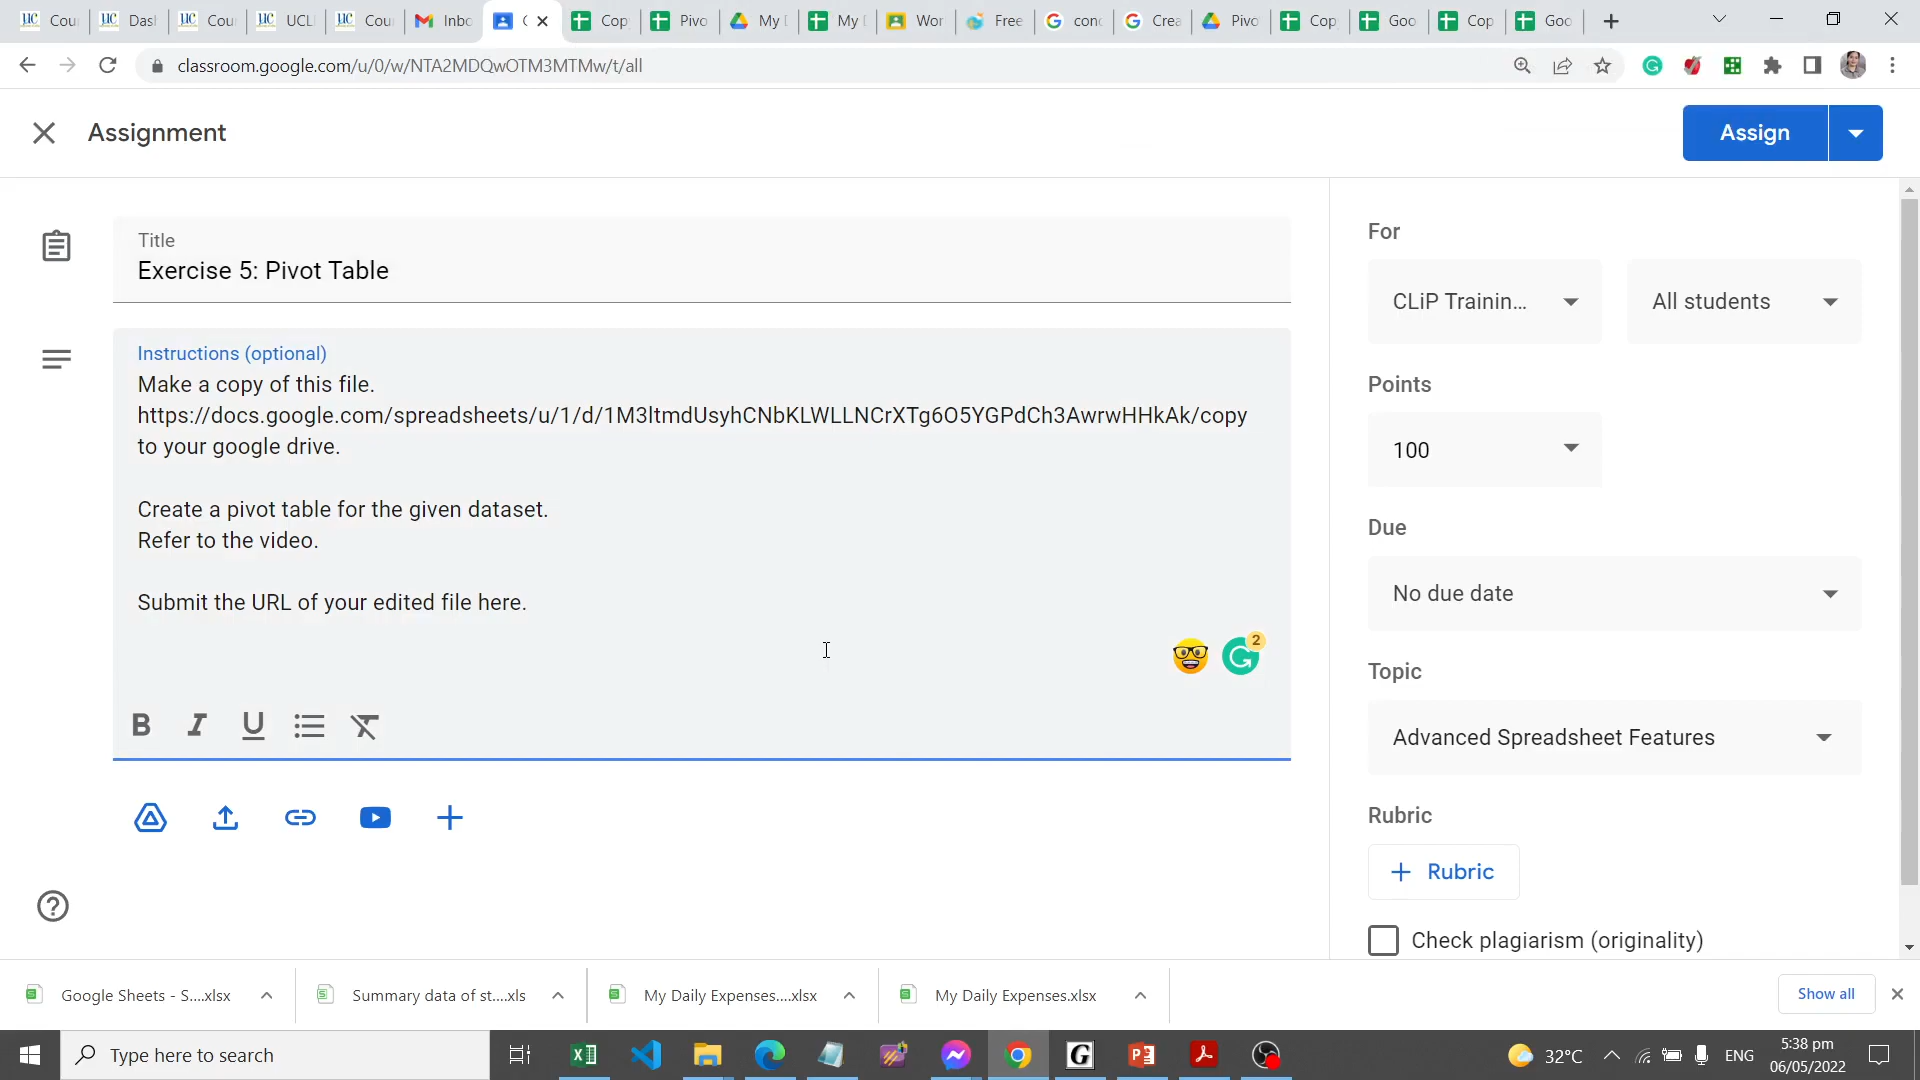 Cou
Das
Cou
UCL
Cou
Inbo
Cop
Pivo
My
My
Wor
Free
conc
Crea
Pivo
Cop
Goo
Cop
Goo
classroom.google.com/u/0/w/NTA2MDQwOTM3MTMw/t/all
Assignment
Assign
Title
Exercise 5: Pivot Table
Instructions (optional)
Make a copy of this file.
https://docs.google.com/spreadsheets/u/1/d/1M3ltmdUsyhCNbKLWLLNCrXTg6O5YGPdCh3AwrwHHkAk/copy
to your google drive.
Create a pivot table for the given dataset.
Refer to the video.
Submit the URL of your edited file here.
2
B I U
For
CLiP Trainin...
All students
Points
100
Due
No due date
Topic
Advanced Spreadsheet Features
Rubric
Rubric
Check plagiarism (originality)
Google Sheets - S....xlsx
Summary data of st....xls
My Daily Expenses....xlsx
My Daily Expenses.xlsx
Show all
Type here to search
32°C
ENG
5:38 pm
06/05/2022